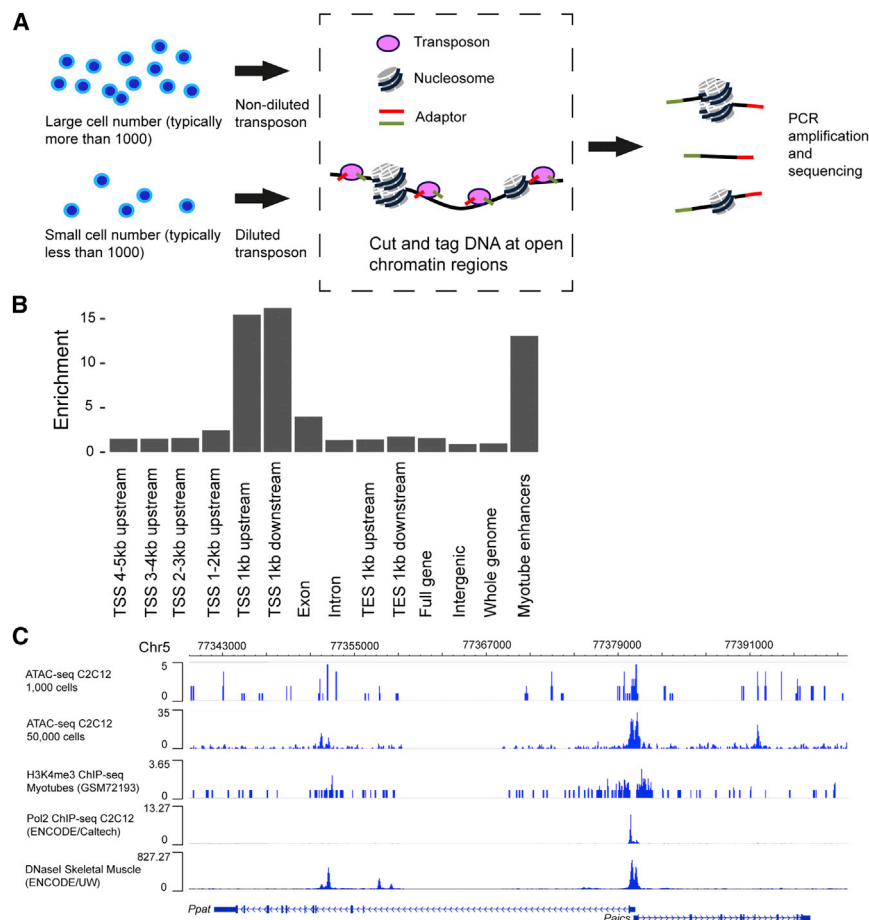 A
Large cell number (typically
more than 1000)
Non-diluted
transposon
Small cell number (typically
less than 1000)
Diluted
transposon
Transposon
Nucleosome
Adaptor
Cut and tag DNA at open
chromatin regions
PCR
amplification
and
sequencing
B
Enrichment
15
10
5
0
TSS 4-5kb upstream
TSS 3-4kb upstream
TSS 2-3kb upstream
TSS 1-2kb upstream
TSS 1kb upstream
TSS 1kb downstream
Exon
Intron
TES 1kb upstream
TES 1kb downstream
Full gene
Intergenic
Whole genome
Myotube enhancers
C
Chr5
77343000
77355000
77367000
77379000
77391000
ATAC-seq C2C12
1,000 cells
5
0
ATAC-seq C2C12
50,000 cells
35
0
H3K4me3 ChIP-seq
Myotubes (GSM72193)
3.65
0
Pol2 ChIP-seq C2C12
(ENCODE/Caltech)
13.27
0
DNaseI Skeletal Muscle
(ENCODE/UW)
827.27
0
Ppat
Paics